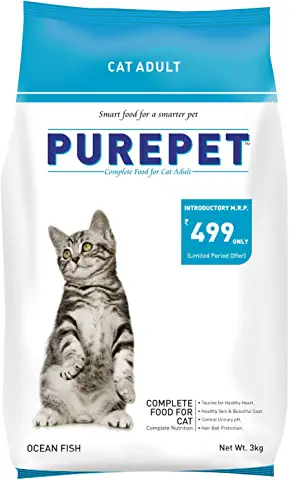 CAT ADULT
Smart food for a smarter pet
PUREPET™
Complete Food for Cat Adult
INTRODUCTORY M.R.P.
₹ 499 ONLY
(Limited Period Offer)
COMPLETE
FOOD FOR
CAT
Complete Nutrition
• Taurine for Healthy Heart.
• Healthy Skin & Beautiful Coat.
• Control Urinary pH.
• Hair Ball Protection.
OCEAN FISH
Net Wt. 3kg